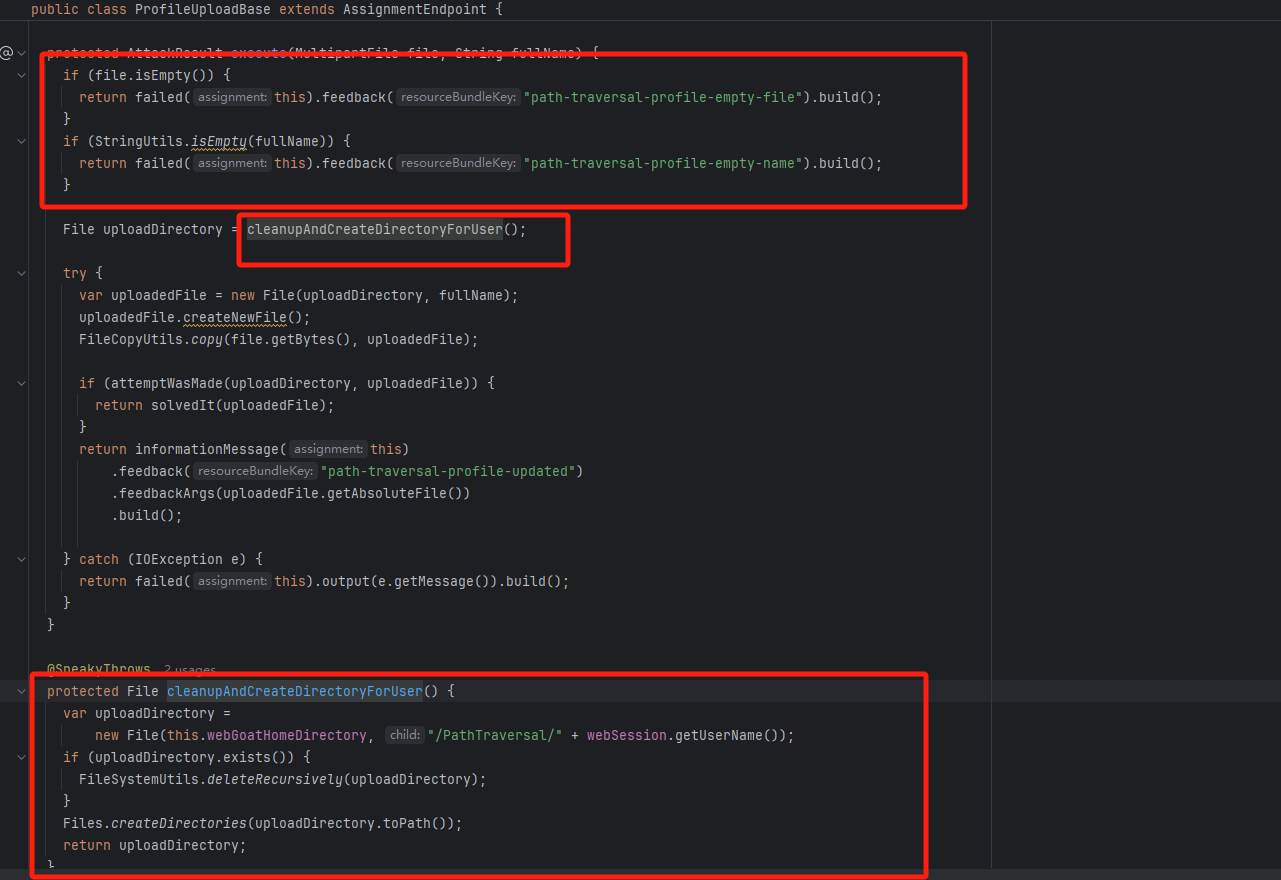 public class ProfileUploadBase extends AssignmentEndpoint {
@ protected AttackResult execute(MultipartFile file, String fullName) {
if (file.isEmpty()) {
return failed( assignment: this).feedback( resourceBundleKey: "path-traversal-profile-empty-file").build();
}
if (StringUtils.isEmpty(fullName)) {
return failed( assignment: this).feedback( resourceBundleKey: "path-traversal-profile-empty-name").build();
}
File uploadDirectory = cleanupAndCreateDirectoryForUser();
try {
var uploadedFile = new File(uploadDirectory, fullName);
uploadedFile.createNewFile();
FileCopyUtils.copy(file.getBytes(), uploadedFile);
if (attemptWasMade(uploadDirectory, uploadedFile)) {
return solvedIt(uploadedFile);
}
return informationMessage( assignment: this)
.feedback( resourceBundleKey: "path-traversal-profile-updated")
.feedbackArgs(uploadedFile.getAbsoluteFile())
.build();
} catch (IOException e) {
return failed( assignment: this).output(e.getMessage()).build();
}
}
@SneakyThrows 2 usages
protected File cleanupAndCreateDirectoryForUser() {
var uploadDirectory =
new File(this.webGoatHomeDirectory, child: "/PathTraversal/" + webSession.getUserName());
if (uploadDirectory.exists()) {
FileSystemUtils.deleteRecursively(uploadDirectory);
}
Files.createDirectories(uploadDirectory.toPath());
return uploadDirectory;
}